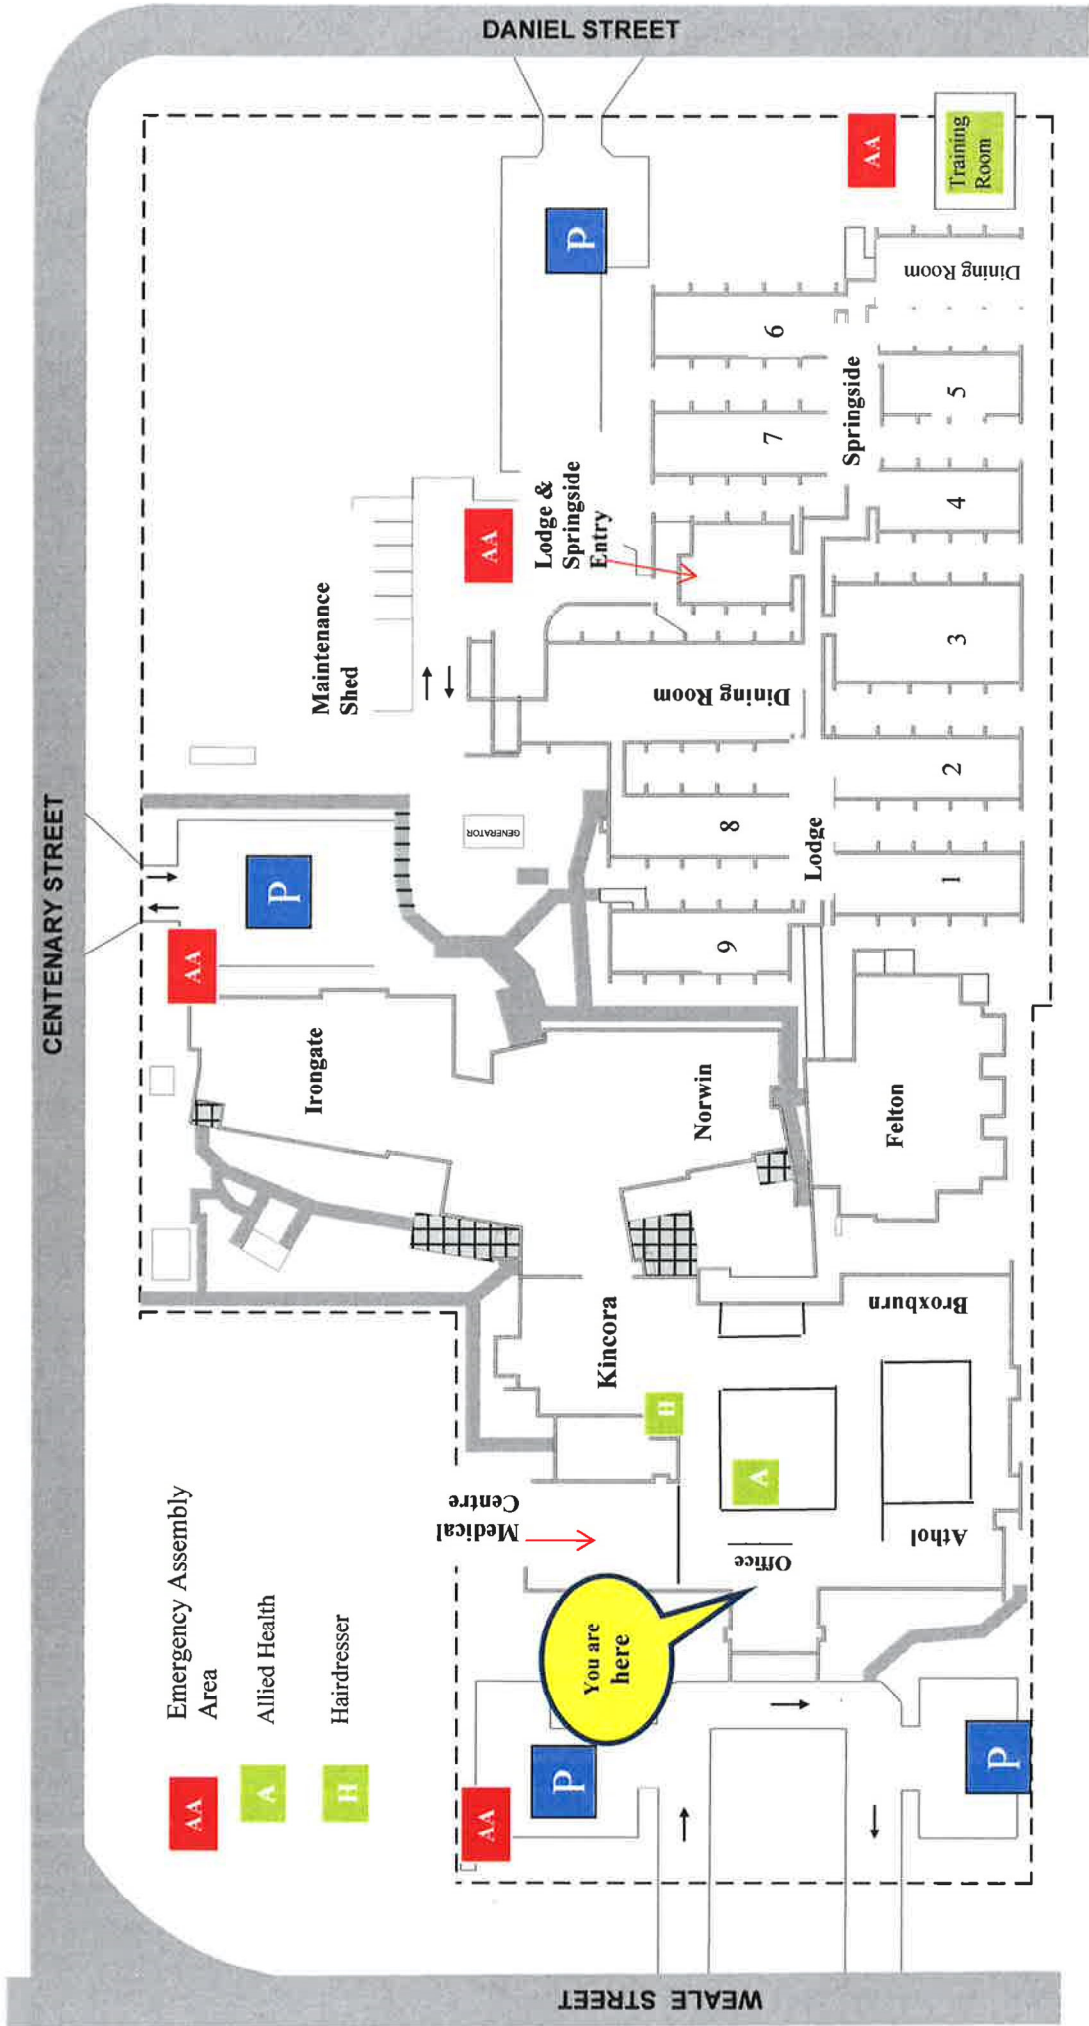 DANIEL STREET
CENTENARY STREET
WEALE STREET
AA
Training
Room
P
Dining Room
6
7
Springside
5
4
3
AA
Lodge &
Springside
Entry
Maintenance
Shed
Dining Room
2
8
Lodge
1
9
GENERATOR
P
AA
Irongate
Norwin
Felton
Kincora
Broxburn
H
A
Medical
Centre
Office
Athol
You are
here
P
P
AA
AA
Emergency Assembly
Area
A
Allied Health
H
Hairdresser